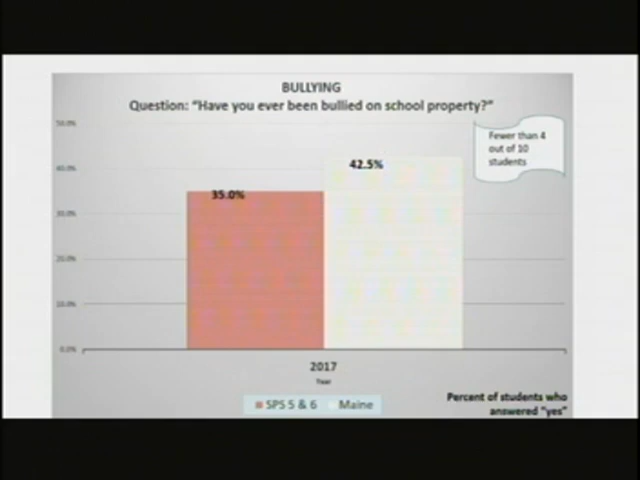 BULLYING
Question: "Have you ever been bullied on school property?"
50.0%
Fewer than 4
out of 10
students
40.0%
42.5%
35.0%
30.0%
20.0%
10.0%
0.0%
2017
Year
SPS 5 & 6
Maine
Percent of students who
answered "yes"